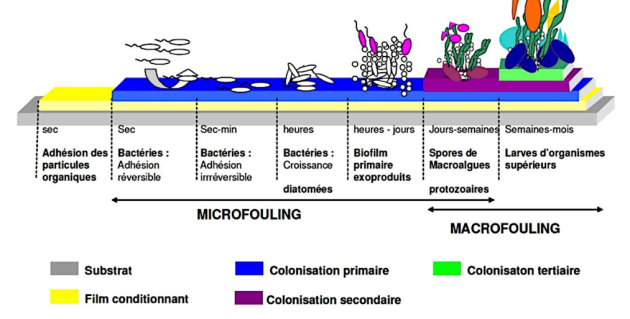 sec
Sec
Sec-min
heures
heures - jours
Jours-semaines
Semaines-mois
Adhésion des
particules
organiques
Bactéries :
Adhésion
réversible
Bactéries :
Adhésion
irrréversible
Bactéries :
Croissance
diatomées
Biofilm
primaire
exoproduits
Spores de
Macroalgues
protozoaires
Larves d'organismes
supérieurs
MICROFOULING
MACROFOULING
Substrat
Colonisation primaire
Colonisaton tertiaire
Film conditionnant
Colonisation secondaire